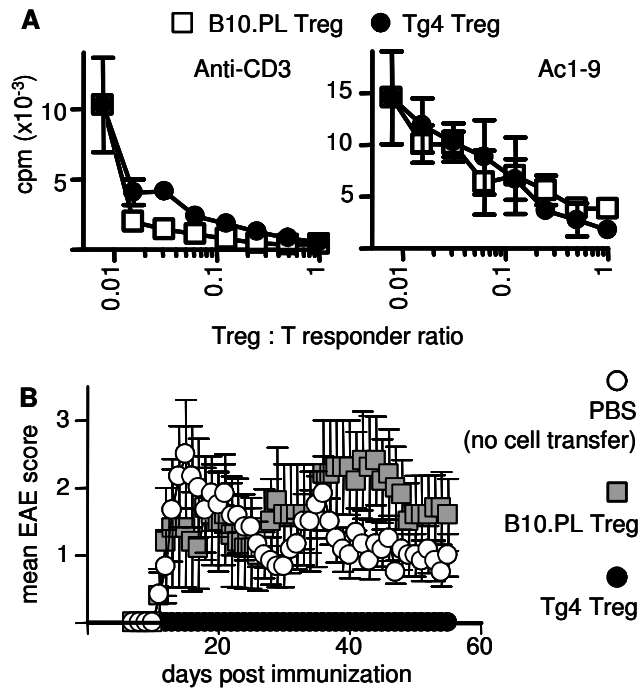 A
B10.PL Treg Tg4 Treg
Anti-CD3
Ac1-9
cpm (x10-3)
10
5
15
10
5
0.01
0.1
1
0.01
0.1
1
Treg : T responder ratio
B
mean EAE score
3
2
1
20
40
60
days post immunization
PBS
(no cell transfer)
B10.PL Treg
Tg4 Treg